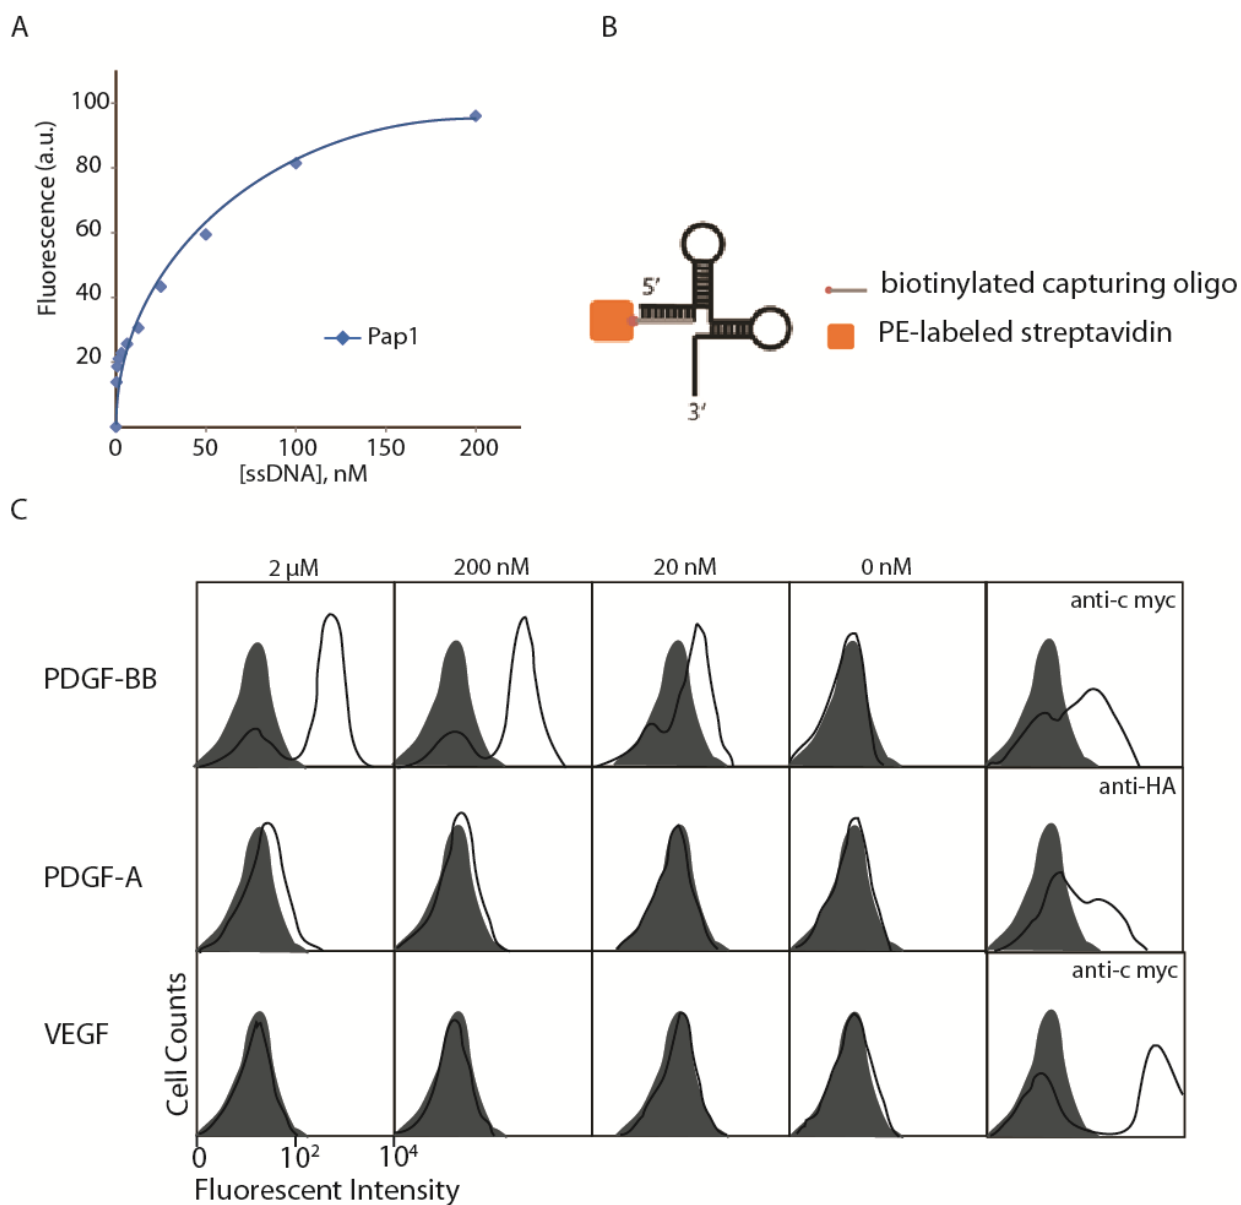 A
B
100
80
60
40
20
Fluorescence (a.u.)
Pap1
0
50
100
150
200
[ssDNA], nM
5′
3′
biotinylated capturing oligo
PE-labeled streptavidin
C
2 µM
200 nM
20 nM
0 nM
anti-c myc
PDGF-BB
anti-HA
PDGF-A
anti-c myc
VEGF
Cell Counts
0
10²
10⁴
Fluorescent Intensity